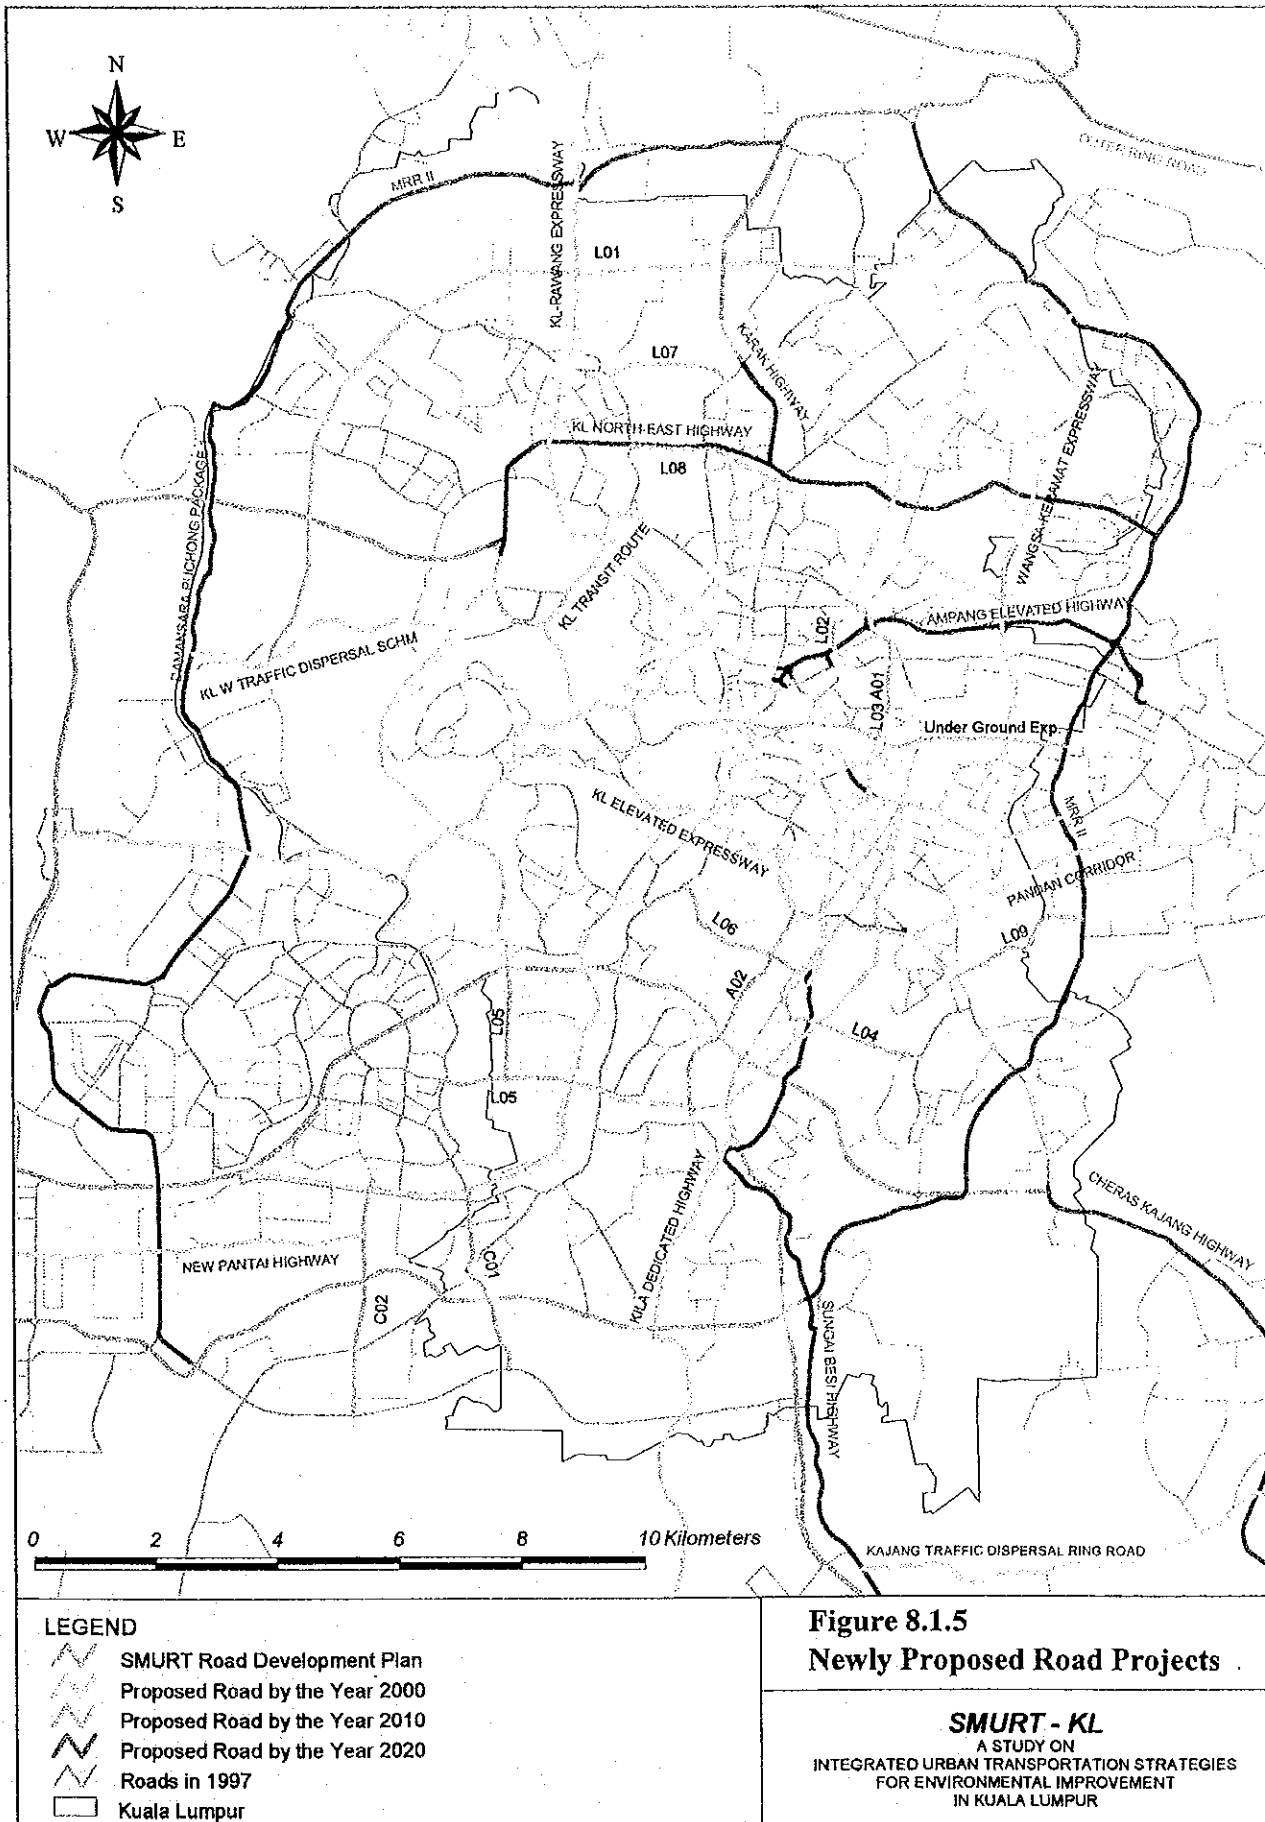 N
W E
S
OUTER RING ROAD
MRR II
KL-RAWANG EXPRESSWAY
L01
KARAK HIGHWAY
L07
WANGSA-KERAMAT EXPRESSWAY
KL NORTH-EAST HIGHWAY
L08
DAMANSARA PUCHONG PACKAGE
KL TRANSIT ROUTE
AMPANG ELEVATED HIGHWAY
L02
KL W TRAFFIC DISPERSAL SCHM
L03 A01
Under Ground Exp.
KL ELEVATED EXPRESSWAY
MRR II
PANDAN CORRIDOR
L06
L09
A02
L05
L04
L05
KILA DEDICATED HIGHWAY
CHERAS KAJANG HIGHWAY
NEW PANTAI HIGHWAY
C01
C02
SUNGAI BESI HIGHWAY
0 2 4 6 8 10 Kilometers
KAJANG TRAFFIC DISPERSAL RING ROAD
LEGEND
SMURT Road Development Plan
Proposed Road by the Year 2000
Proposed Road by the Year 2010
Proposed Road by the Year 2020
Roads in 1997
Kuala Lumpur
Figure 8.1.5
Newly Proposed Road Projects
SMURT - KL
A STUDY ON
INTEGRATED URBAN TRANSPORTATION STRATEGIES
FOR ENVIRONMENTAL IMPROVEMENT
IN KUALA LUMPUR